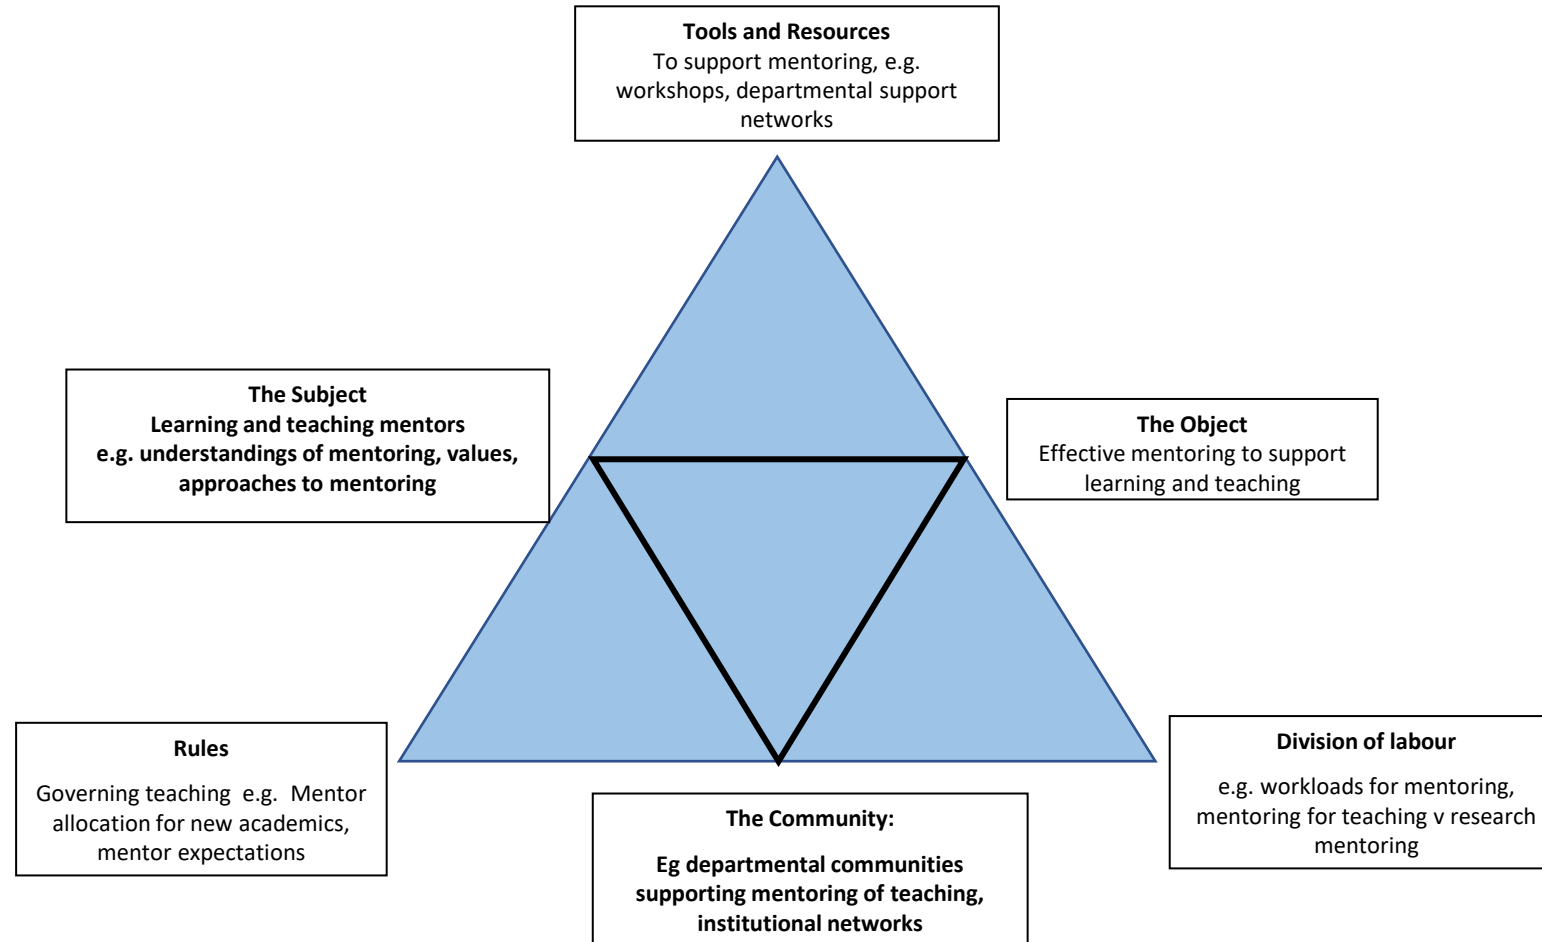 Tools and Resources
To support mentoring, e.g.
workshops, departmental support
networks
The Subject
Learning and teaching mentors
e.g. understandings of mentoring, values,
approaches to mentoring
The Object
Effective mentoring to support
learning and teaching
Rules
Governing teaching e.g. Mentor
allocation for new academics,
mentor expectations
The Community:
Eg departmental communities
supporting mentoring of teaching,
institutional networks
Division of labour
e.g. workloads for mentoring,
mentoring for teaching v research
mentoring